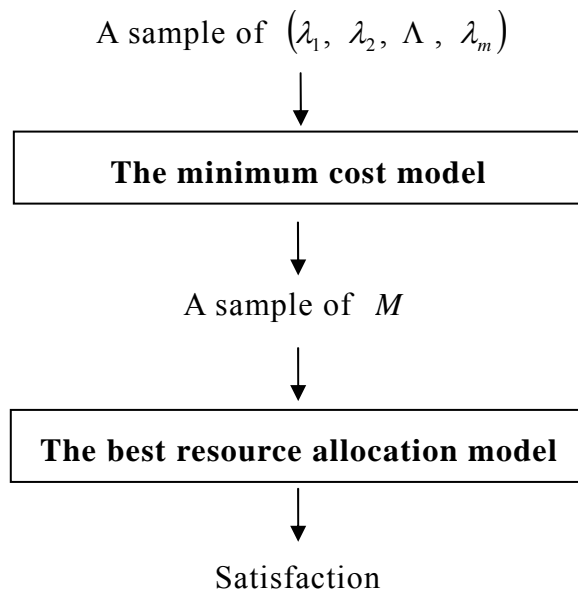 A sample of (λ₁, λ₂, Λ , λₘ)
The minimum cost model
A sample of M
The best resource allocation model
Satisfaction